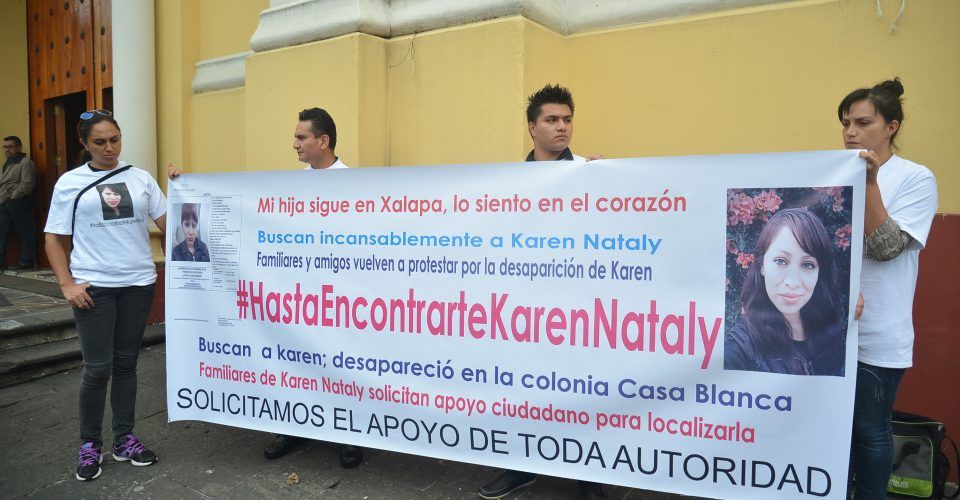 Mi hija sigue en Xalapa, lo siento en el corazón
Buscan incansablemente a Karen Nataly
Familiares y amigos vuelven a protestar por la desaparición de Karen
#HastaEncontrarteKarenNataly
Buscan a karen; desapareció en la colonia Casa Blanca
Familiares de Karen Nataly solicitan apoyo ciudadano para localizarla
SOLICITAMOS EL APOYO DE TODA AUTORIDAD
#HastaEncontrarteKarenNataly